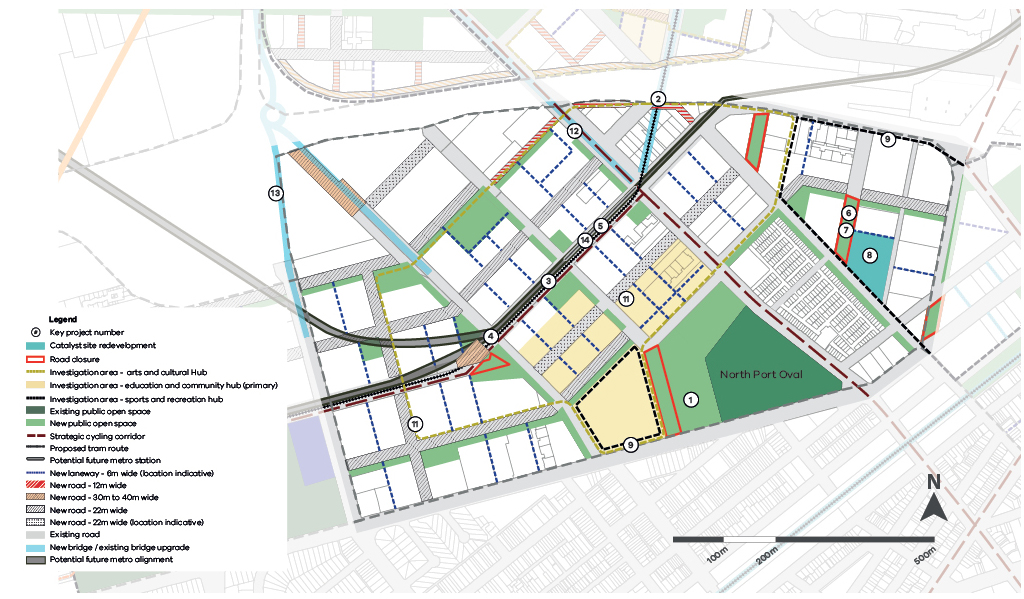 2
12
9
13
6
5
7
14
8
3
11
4
North Port Oval
1
11
9
Legend
# Key project number
Catalyst site redevelopment
Road closure
Investigation area - arts and cultural Hub
Investigation area - education and community hub (primary)
Investigation area - sports and recreation hub
Existing public open space
New public open space
Strategic cycling corridor
Proposed tram route
Potential future metro station
New laneway - 6m wide (location indicative)
New road - 12m wide
New road - 30m to 40m wide
New road - 22m wide
New road - 22m wide (location indicative)
Existing road
New bridge / existing bridge upgrade
Potential future metro alignment
N
100m
200m
500m